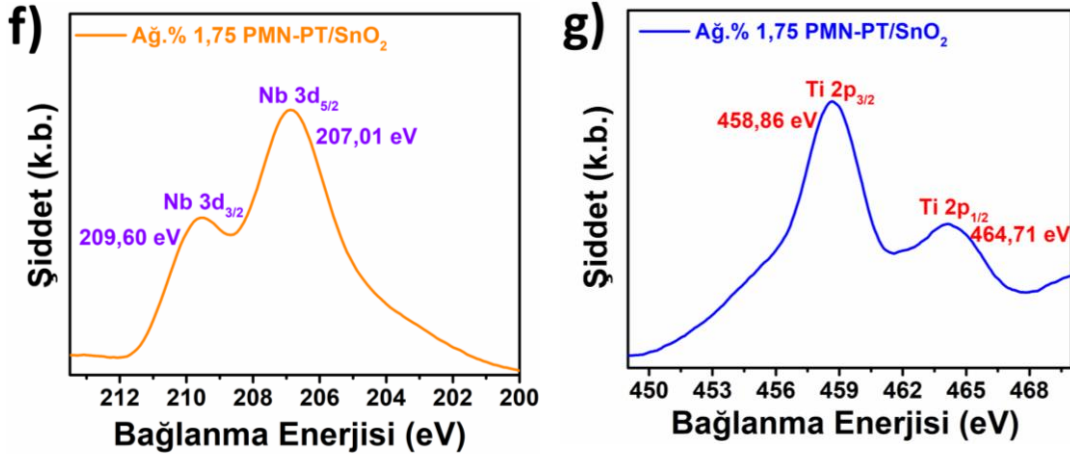 f)
Ağ.% 1,75 PMN-PT/SnO₂
Nb 3d₅/₂
207,01 eV
Nb 3d₃/₂
209,60 eV
Şiddet (k.b.)
212 210 208 206 204 202 200
Bağlanma Enerjisi (eV)
g)
Ağ.% 1,75 PMN-PT/SnO₂
Ti 2p₃/₂
458,86 eV
Ti 2p₁/₂
464,71 eV
Şiddet (k.b.)
450 453 456 459 462 465 468
Bağlanma Enerjisi (eV)